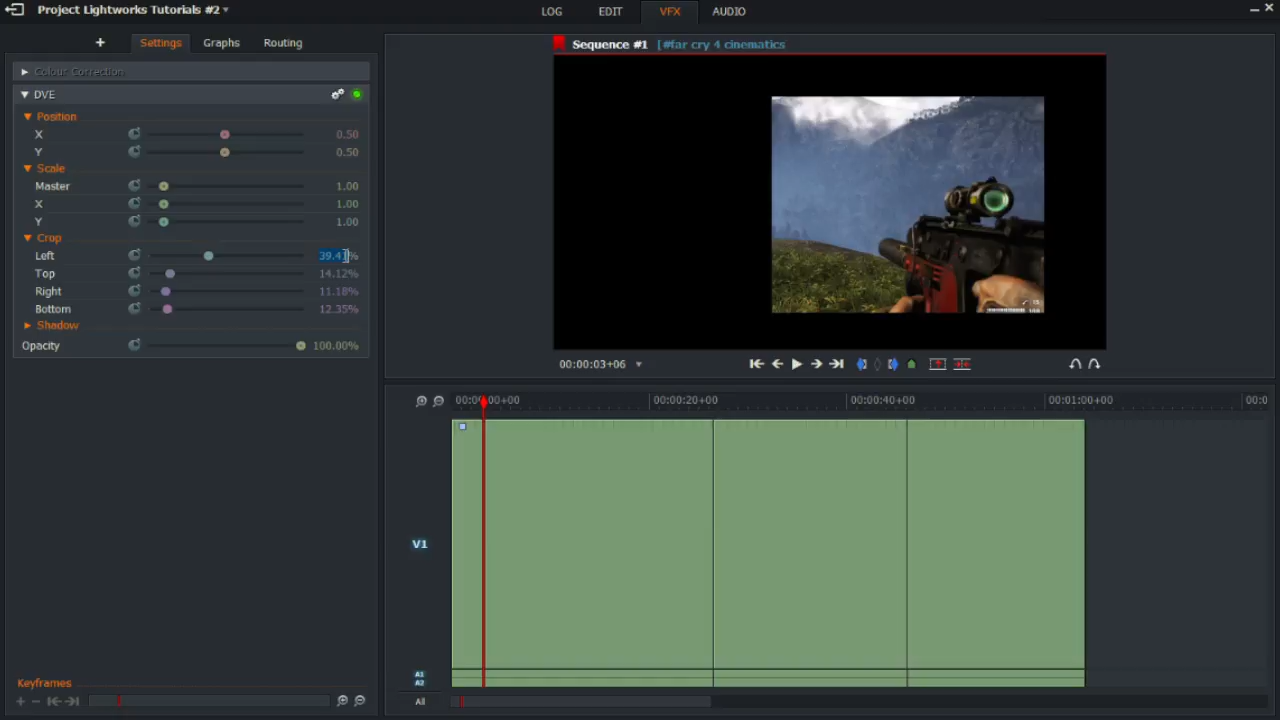 Project Lightworks Tutorials #2
LOG EDIT VFX AUDIO
+ Settings Graphs Routing
Sequence #1 [#far cry 4 cinematics
Colour Correction
DVE
Position
X 0.50
Y 0.50
Scale
Master 1.00
X 1.00
Y 1.00
Crop
Left %
Top 14.12%
Right 11.18%
Bottom 12.35%
Shadow
Opacity 100.00%
00:00:03+06
00:00:20+00 00:00:40+00 00:01:00+00
V1
A1
A2
All
Keyframes